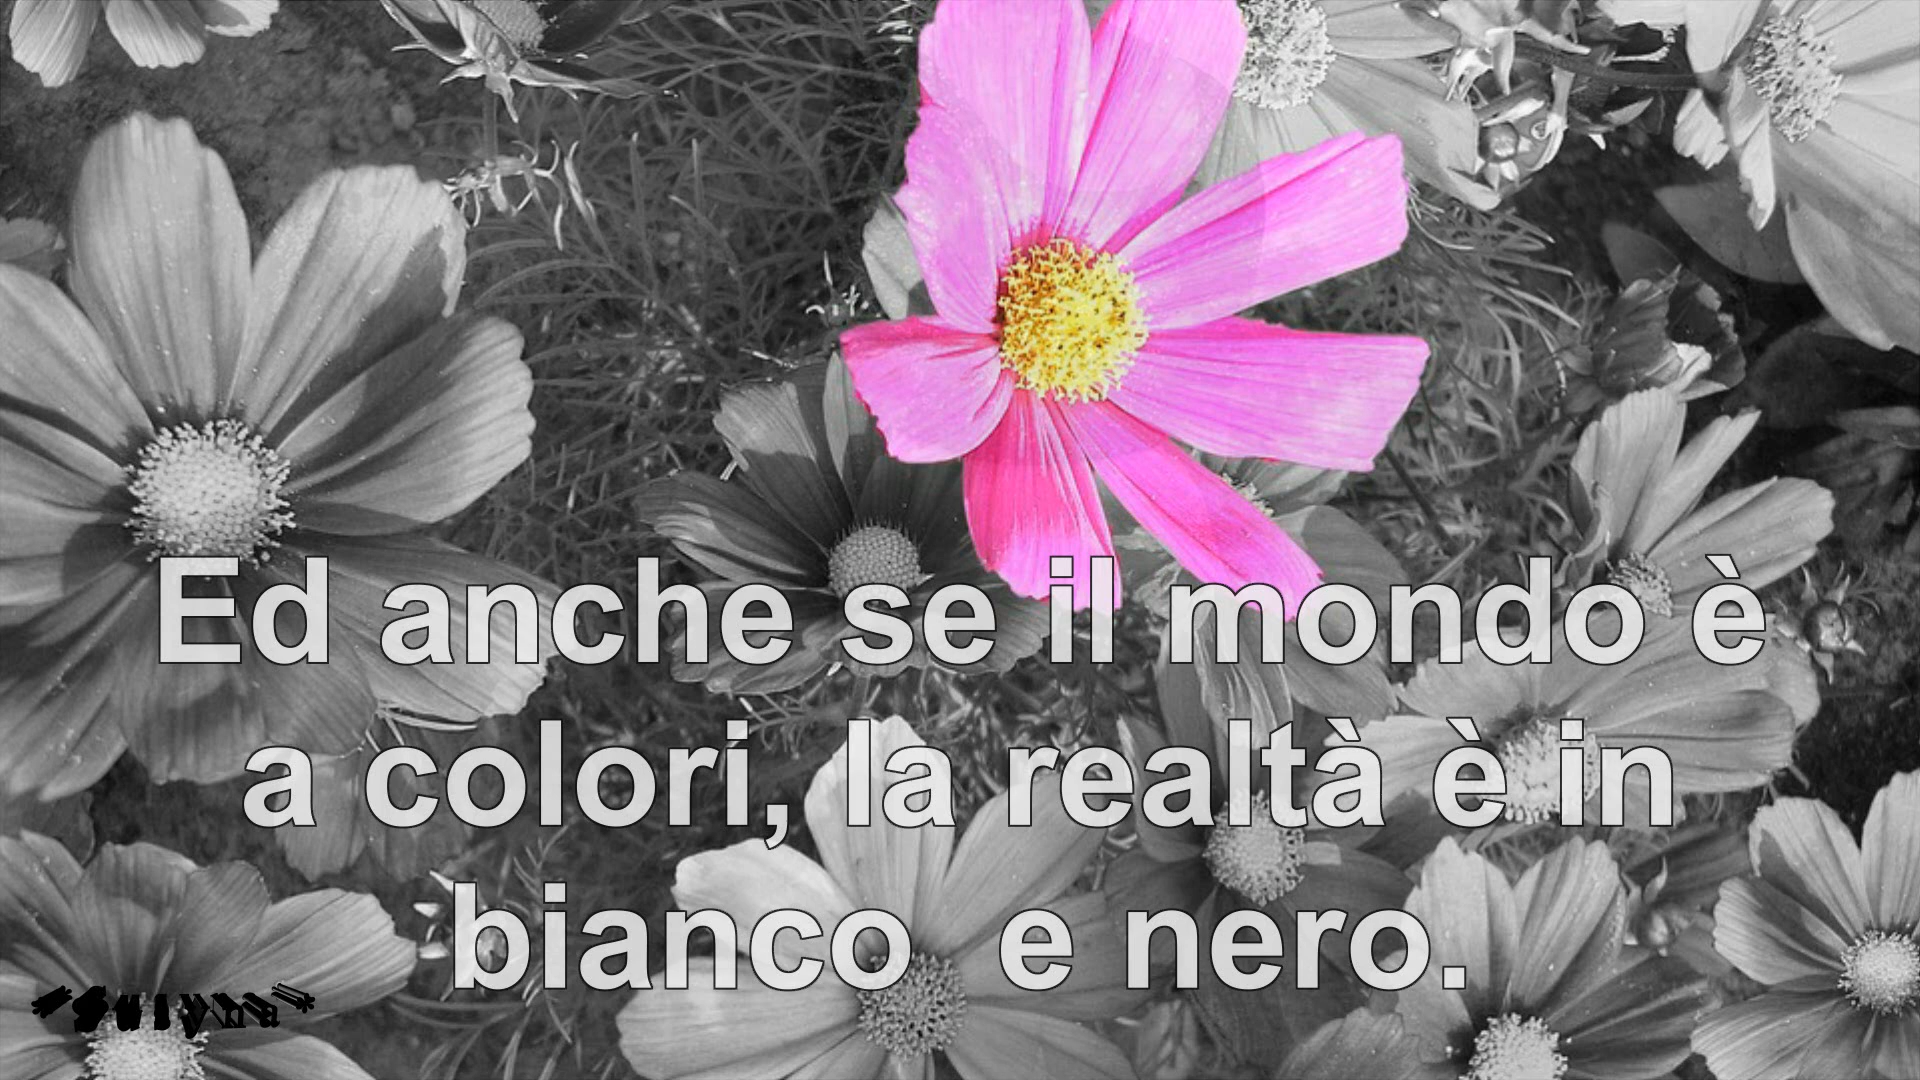 Ed anche se il mondo è
a colori, la realtà è in
bianco  e nero.